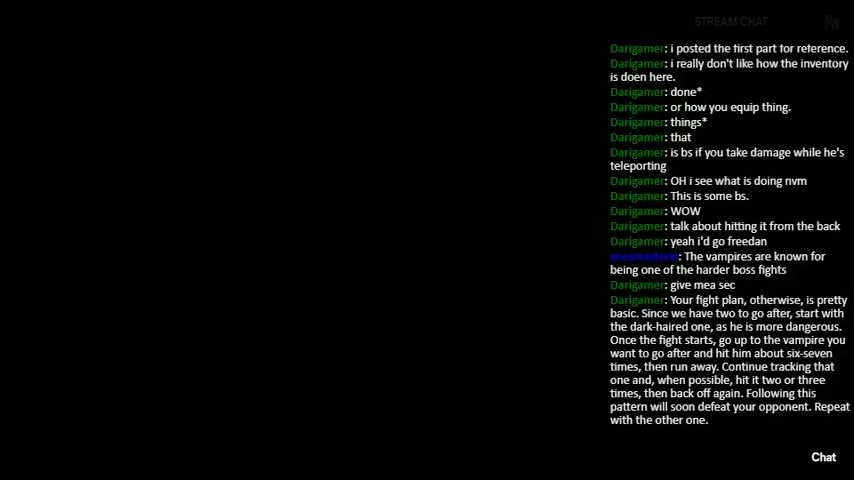 STREAM CHAT
Darigamer: i posted the first part for reference.
Darigamer: i really don't like how the inventory
is doen here.
Darigamer: done*
Darigamer: or how you equip thing.
Darigamer: things*
Darigamer: that
Darigamer: is bs if you take damage while he's
teleporting
Darigamer: OH i see what is doing nvm
Darigamer: This is some bs.
Darigamer: WOW
Darigamer: talk about hitting it from the back
Darigamer: yeah i'd go freedan
: The vampires are known for
being one of the harder boss fights
Darigamer: give mea sec
Darigamer: Your fight plan, otherwise, is pretty
basic. Since we have two to go after, start with
the dark-haired one, as he is more dangerous.
Once the fight starts, go up to the vampire you
want to go after and hit him about six-seven
times, then run away. Continue tracking that
one and, when possible, hit it two or three
times, then back off again. Following this
pattern will soon defeat your opponent. Repeat
with the other one.
Chat